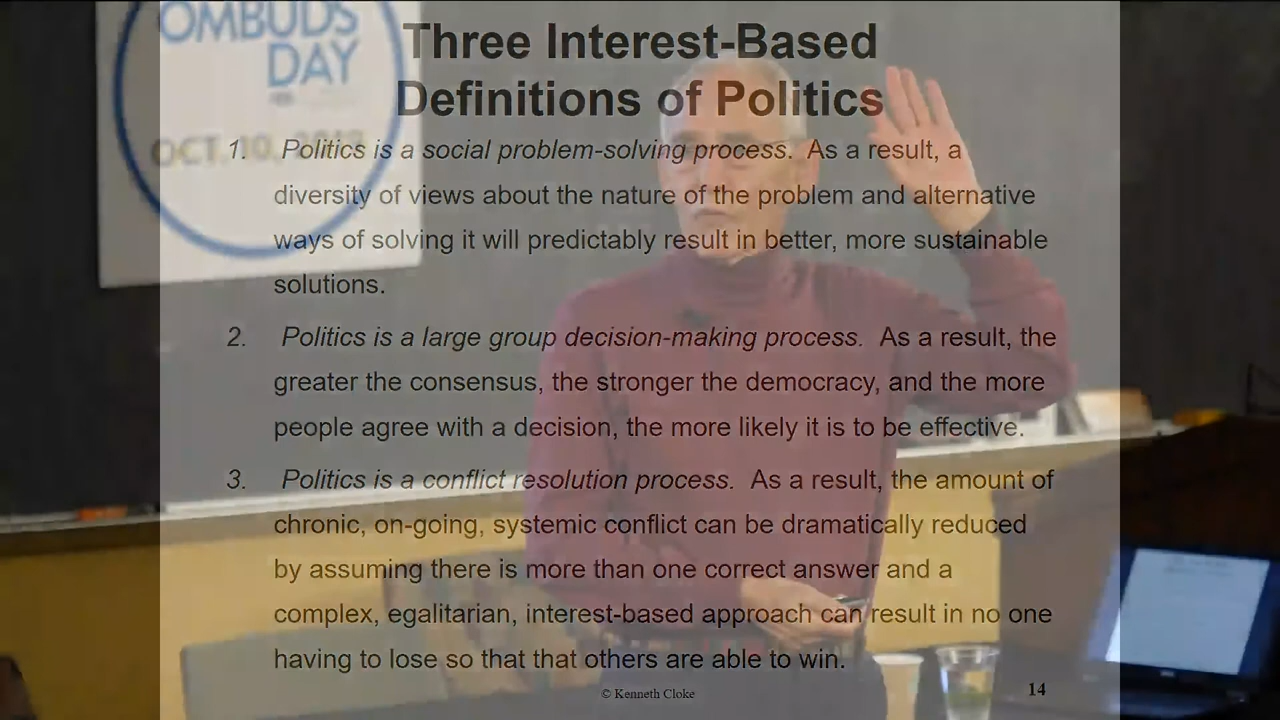 OMBUDS
DAY
OCT. 10, 2019
Three Interest-Based
Definitions of Politics
1. Politics is a social problem-solving process. As a result, a
diversity of views about the nature of the problem and alternative
ways of solving it will predictably result in better, more sustainable
solutions.
2. Politics is a large group decision-making process. As a result, the
greater the consensus, the stronger the democracy, and the more
people agree with a decision, the more likely it is to be effective.
3. Politics is a conflict resolution process. As a result, the amount of
chronic, on-going, systemic conflict can be dramatically reduced
by assuming there is more than one correct answer and a
complex, egalitarian, interest-based approach can result in no one
having to lose so that that others are able to win.
© Kenneth Cloke
14